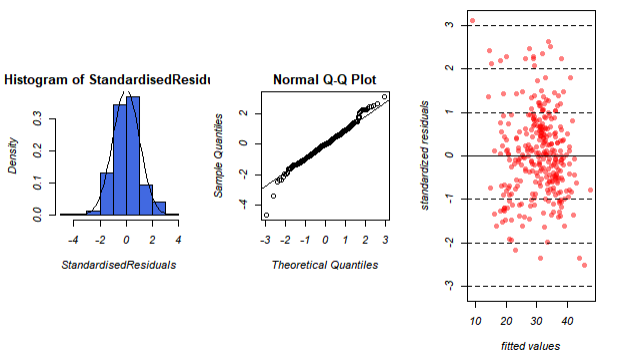 Histogram of StandardisedResidu
Density
0.0 0.1 0.2 0.3
-4 -2 0 2 4
StandardisedResiduals
Normal Q-Q Plot
Sample Quantiles
-4 -2 0 2
-3 -2 -1 0 1 2 3
Theoretical Quantiles
standardized residuals
-3 -2 -1 0 1 2 3
10 20 30 40
fitted values